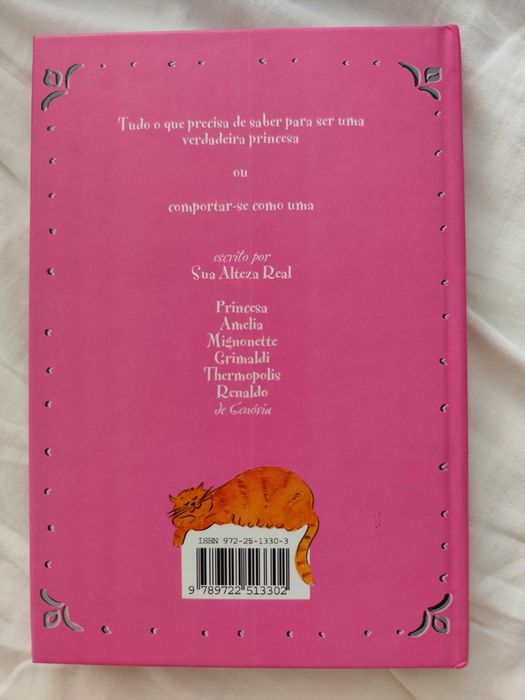 Tudo o que precisa de saber para ser uma
verdadeira princesa
ou
comportar-se como uma
escrito por
Sua Alteza Real
Princesa
Amelia
Mignonette
Grimaldi
Thermopolis
Renaldo
de Genóvia
ISBN 972-25-1330-3
9 789722 513302